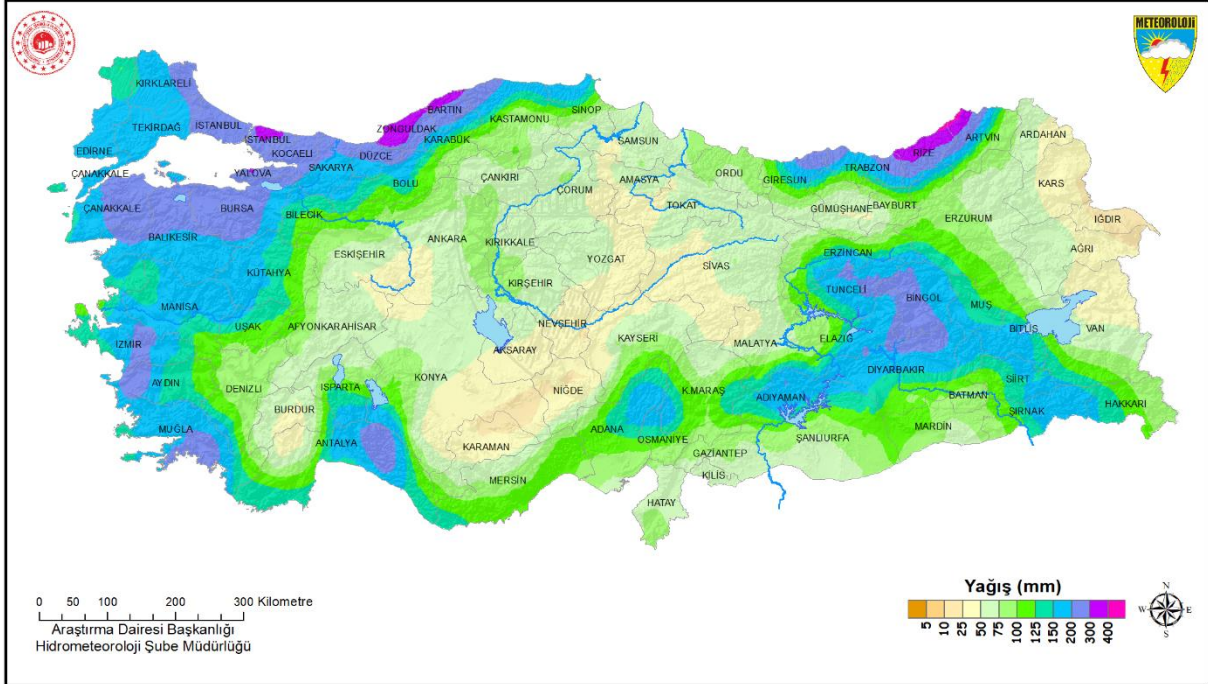 METEOROLOJİ
KIRKLARELİ
TEKİRDAĞ
İSTANBUL
İSTANBUL
EDİRNE
KOCAELİ
YALOVA
SAKARYA
DÜZCE
ZONGULDAK
BARTIN
KARABÜK
KASTAMONU
SİNOP
SAMSUN
ÇANAKKALE
ÇANAKKALE
BURSA
BİLECİK
BOLU
ÇANKIRI
ÇORUM
AMASYA
TOKAT
ORDU
GİRESUN
TRABZON
RİZE
ARTVİN
ARDAHAN
KARS
IĞDIR
AĞRI
GÜMÜŞHANE
BAYBURT
ERZURUM
ERZİNCAN
BALIKESİR
KÜTAHYA
ESKİŞEHİR
ANKARA
KIRIKKALE
KIRŞEHİR
YOZGAT
SİVAS
TUNCELİ
BİNGÖL
MUŞ
BİTLİS
VAN
MANİSA
UŞAK
AFYONKARAHİSAR
NEVŞEHİR
AKSARAY
KAYSERİ
MALATYA
ELAZIĞ
DİYARBAKIR
İZMİR
AYDIN
DENİZLİ
ISPARTA
KONYA
NİĞDE
K.MARAŞ
ADIYAMAN
BATMAN
SİİRT
ŞIRNAK
HAKKARİ
MUĞLA
BURDUR
ANTALYA
KARAMAN
MERSİN
ADANA
OSMANİYE
GAZİANTEP
KİLİS
HATAY
ŞANLIURFA
MARDİN
0 50 100 200 300 Kilometre
Araştırma Dairesi Başkanlığı
Hidrometeoroloji Şube Müdürlüğü
Yağış (mm)
5 10 25 50 75 100 125 150 200 300 400
N
W E
S